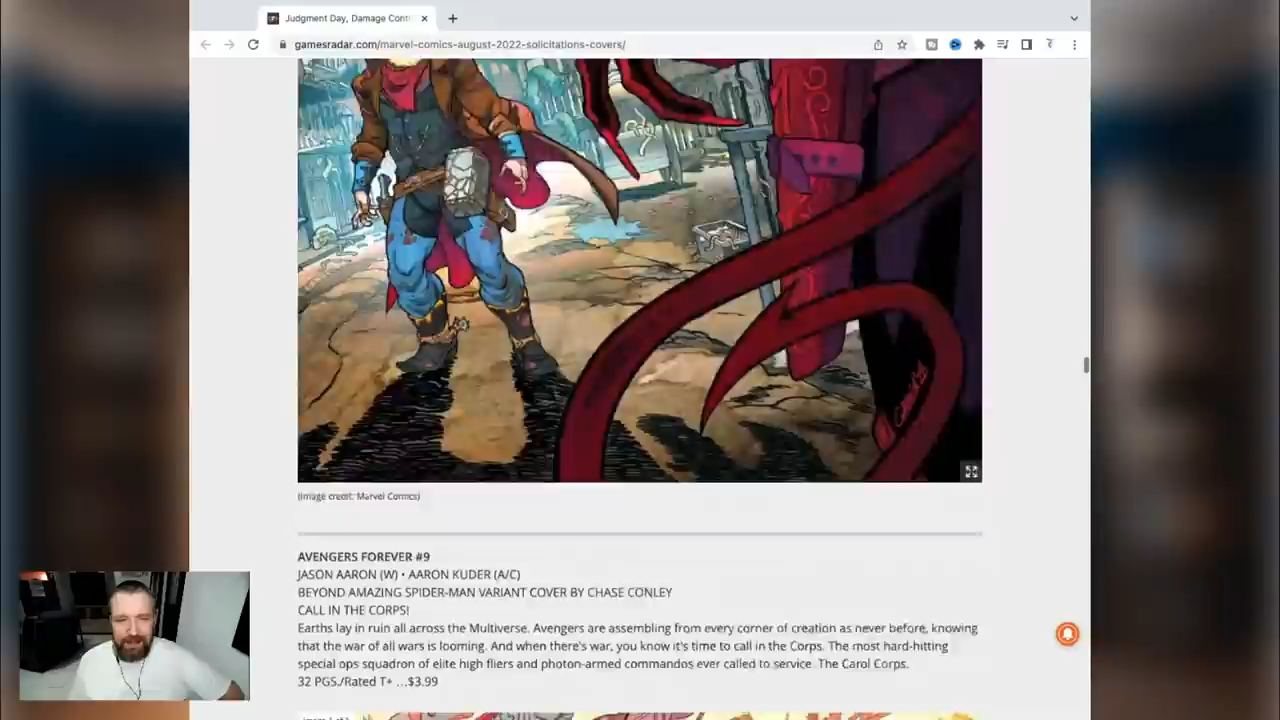 Judgment Day, Damage Cont
gamesradar.com/marvel-comics-august-2022-solicitations-covers/
(Image credit: Marvel Comics)
AVENGERS FOREVER #9
JASON AARON (W) • AARON KUDER (A/C)
BEYOND AMAZING SPIDER-MAN VARIANT COVER BY CHASE CONLEY
CALL IN THE CORPS!
Earths lay in ruin all across the Multiverse. Avengers are assembling from every corner of creation as never before, knowing
that the war of all wars is looming. And when there's war, you know it's time to call in the Corps. The most hard-hitting
special ops squadron of elite high fliers and photon-armed commandos ever called to service. The Carol Corps.
32 PGS./Rated T+ ...$3.99